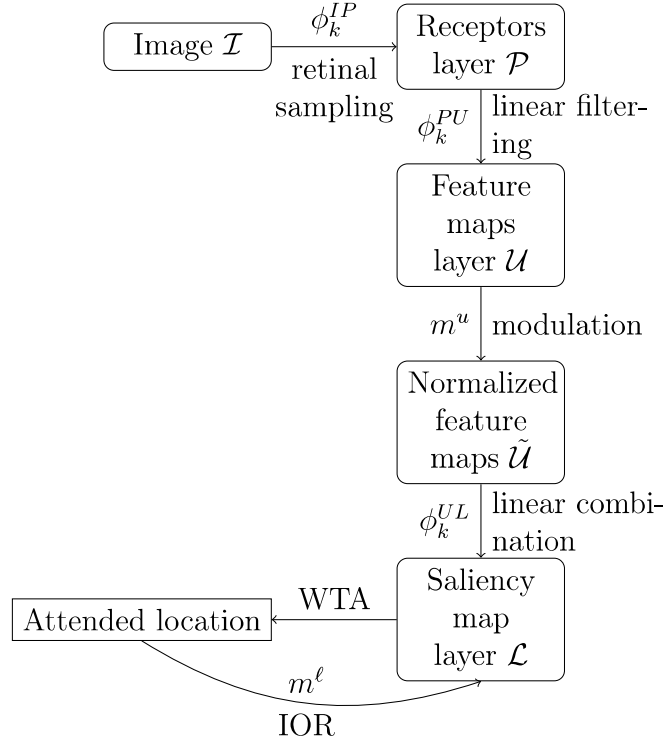 Image 𝓘
ϕ_k^{IP}
retinal
sampling
Receptors
layer 𝒫
ϕ_k^{PU}
linear filter-
ing
Feature
maps
layer 𝒰
m^u
modulation
Normalized
feature
maps 𝒰̃
ϕ_k^{UL}
linear combi-
nation
Saliency
map
layer ℒ
WTA
Attended location
m^ℓ
IOR